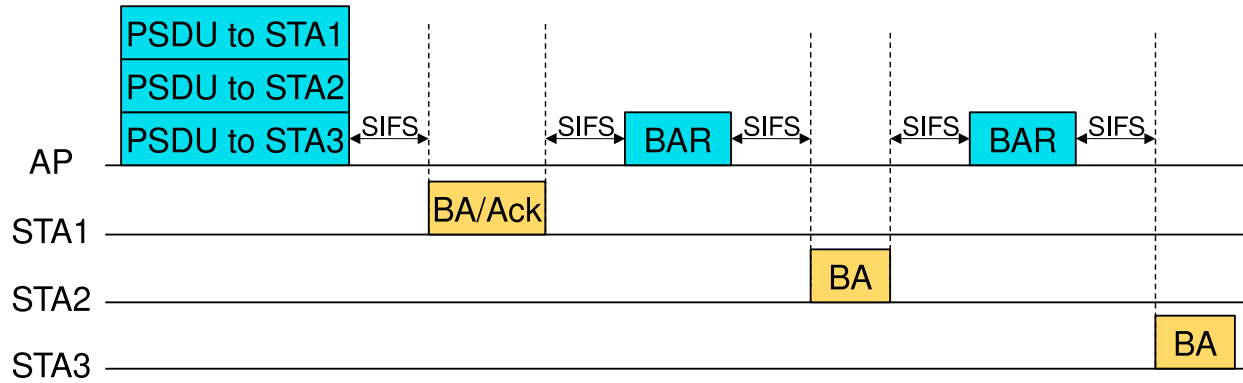 PSDU to STA1
PSDU to STA2
PSDU to STA3
SIFS
SIFS
BAR
SIFS
SIFS
BAR
SIFS
AP
BA/Ack
STA1
BA
STA2
BA
STA3